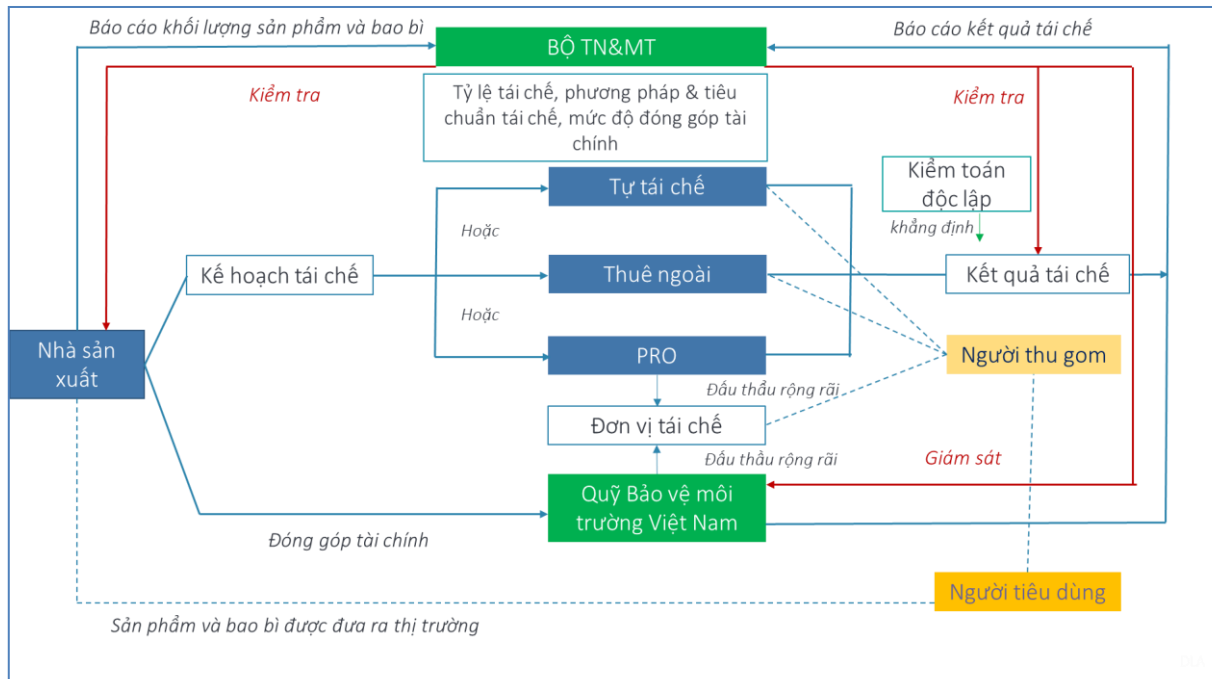 Báo cáo khối lượng sản phẩm và bao bì
BỘ TN&MT
Báo cáo kết quả tái chế
Kiểm tra
Tỷ lệ tái chế, phương pháp & tiêu
chuẩn tái chế, mức độ đóng góp tài
chính
Kiểm tra
Tự tái chế
Kiểm toán
độc lập
khẳng định
Hoặc
Kế hoạch tái chế
Thuê ngoài
Kết quả tái chế
Hoặc
Nhà sản
xuất
PRO
Người thu gom
Đấu thầu rộng rãi
Đơn vị tái chế
Đấu thầu rộng rãi
Giám sát
Quỹ Bảo vệ môi
trường Việt Nam
Đóng góp tài chính
Người tiêu dùng
Sản phẩm và bao bì được đưa ra thị trường